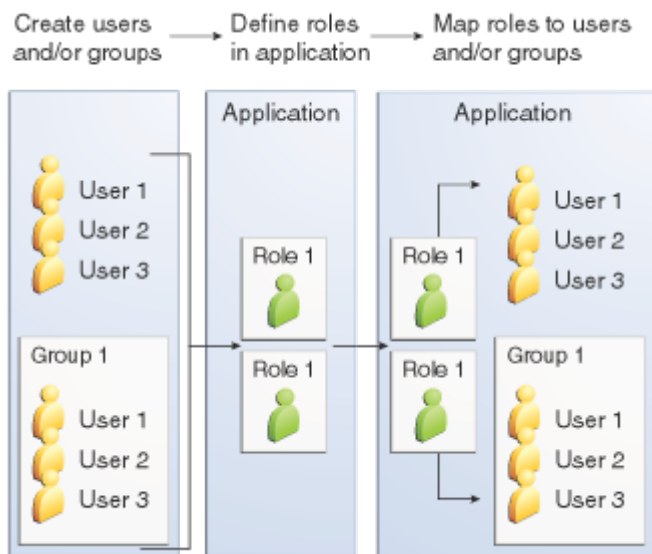 Create users
and/or groups
Define roles
in application
Map roles to users
and/or groups
User 1
User 2
User 3
Group 1
User 1
User 2
User 3
Application
Role 1
Role 1
Application
Role 1
Role 1
User 1
User 2
User 3
Group 1
User 1
User 2
User 3